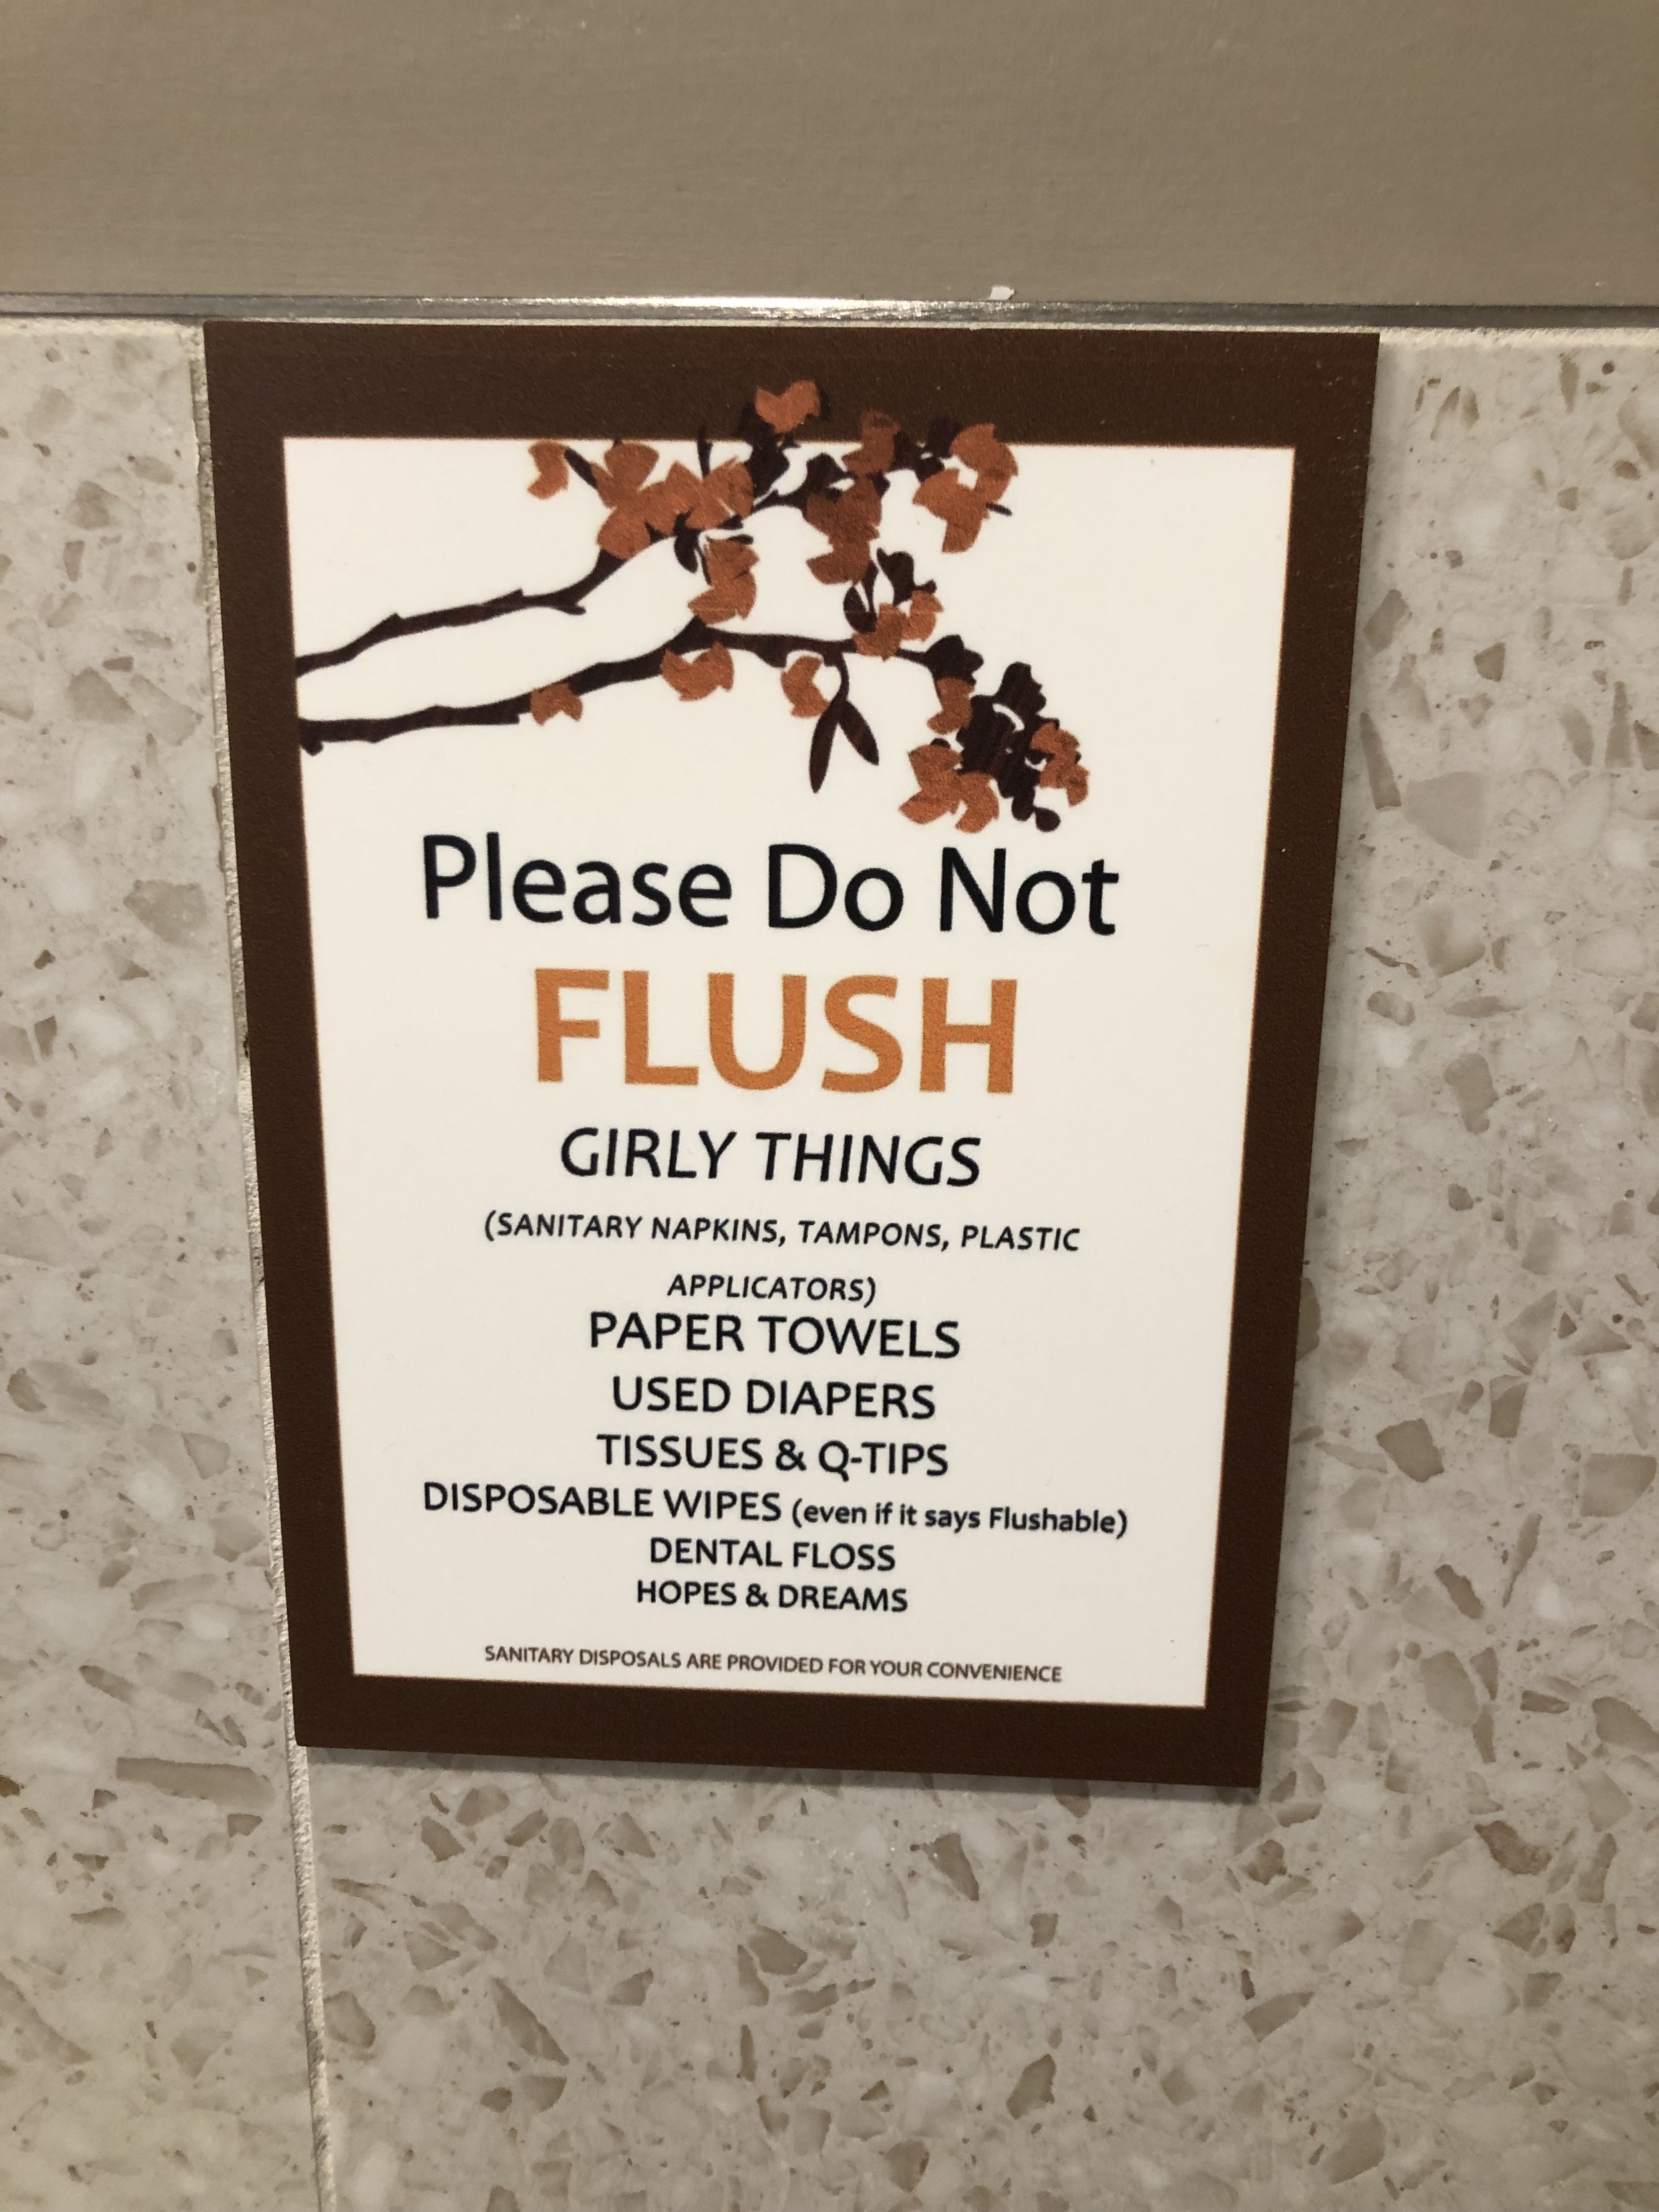 Please Do Not
FLUSH
GIRLY THINGS
(SANITARY NAPKINS, TAMPONS, PLASTIC
APPLICATORS)
PAPER TOWELS
USED DIAPERS
TISSUES & Q-TIPS
DISPOSABLE WIPES (even if it says Flushable)
DENTAL FLOSS
HOPES & DREAMS
SANITARY DISPOSALS ARE PROVIDED FOR YOUR CONVENIENCE